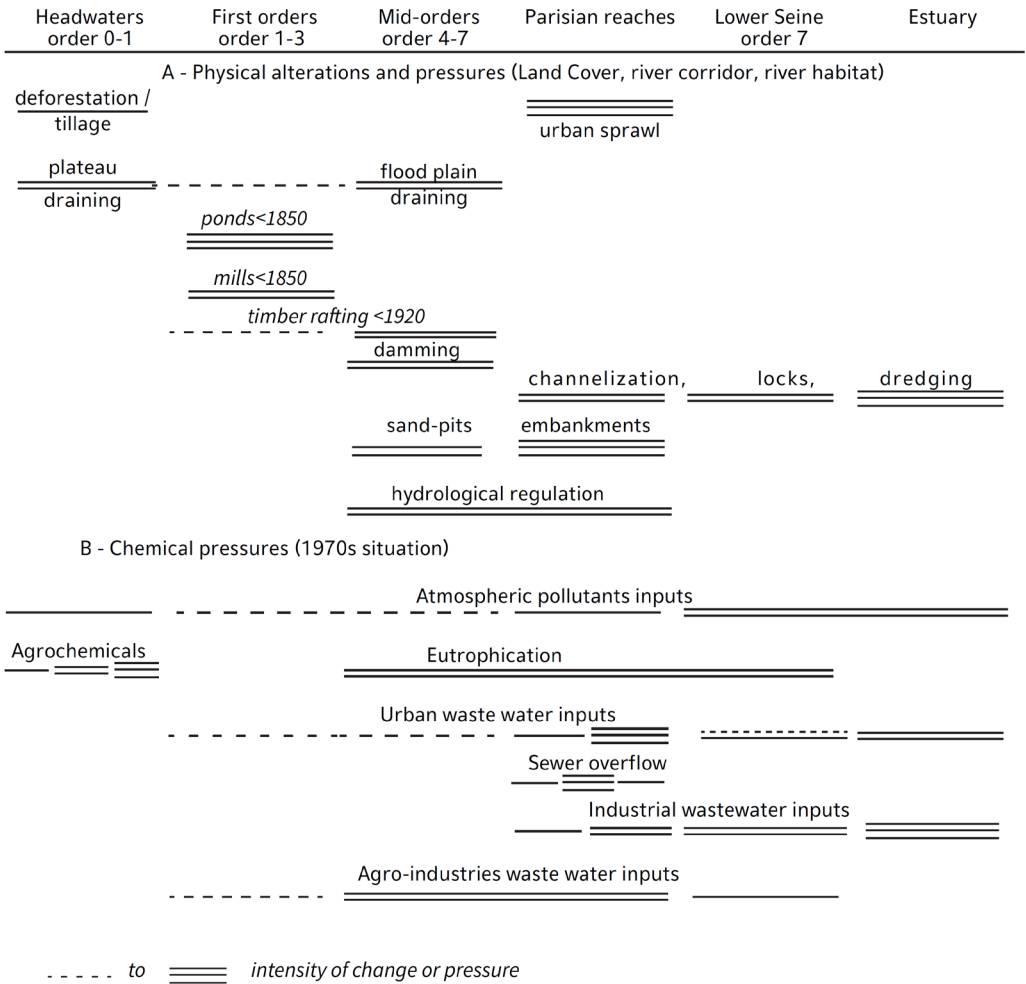 Headwaters First orders Mid-orders Parisian reaches Lower Seine Estuary
order 0-1 order 1-3 order 4-7 order 7
A - Physical alterations and pressures (Land Cover, river corridor, river habitat)
deforestation /
tillage
urban sprawl
plateau flood plain
draining draining
ponds<1850
mills<1850
timber rafting <1920
damming
channelization, locks, dredging
sand-pits embankments
hydrological regulation
B - Chemical pressures (1970s situation)
Atmospheric pollutants inputs
Agrochemicals Eutrophication
Urban waste water inputs
Sewer overflow
Industrial wastewater inputs
Agro-industries waste water inputs
to intensity of change or pressure